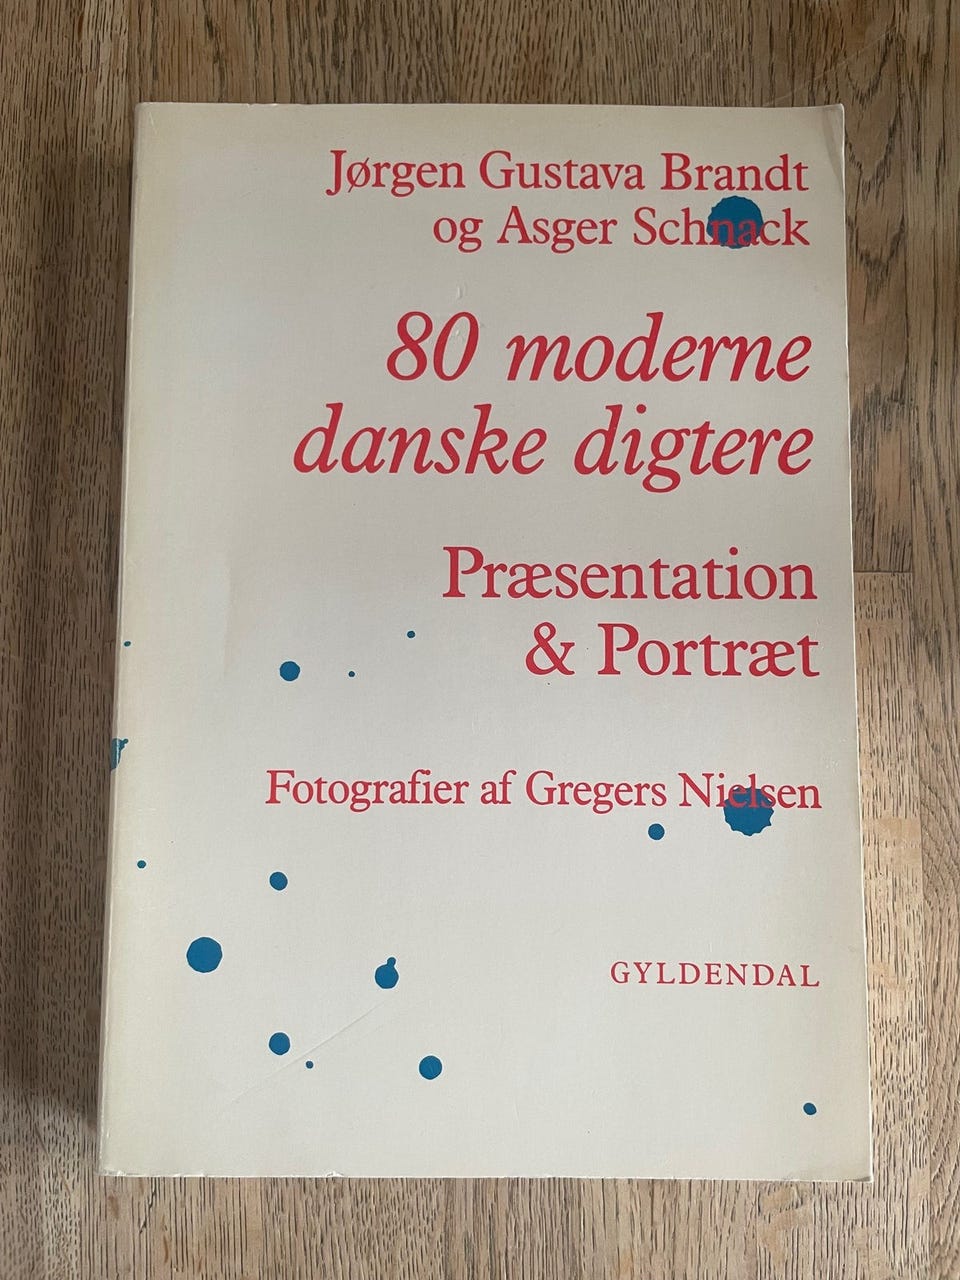 Jørgen Gustava Brandt
og Asger Schnack
80 moderne
danske digtere
Præsentation
& Portræt
Fotografier af Gregers Nielsen
GYLDENDAL